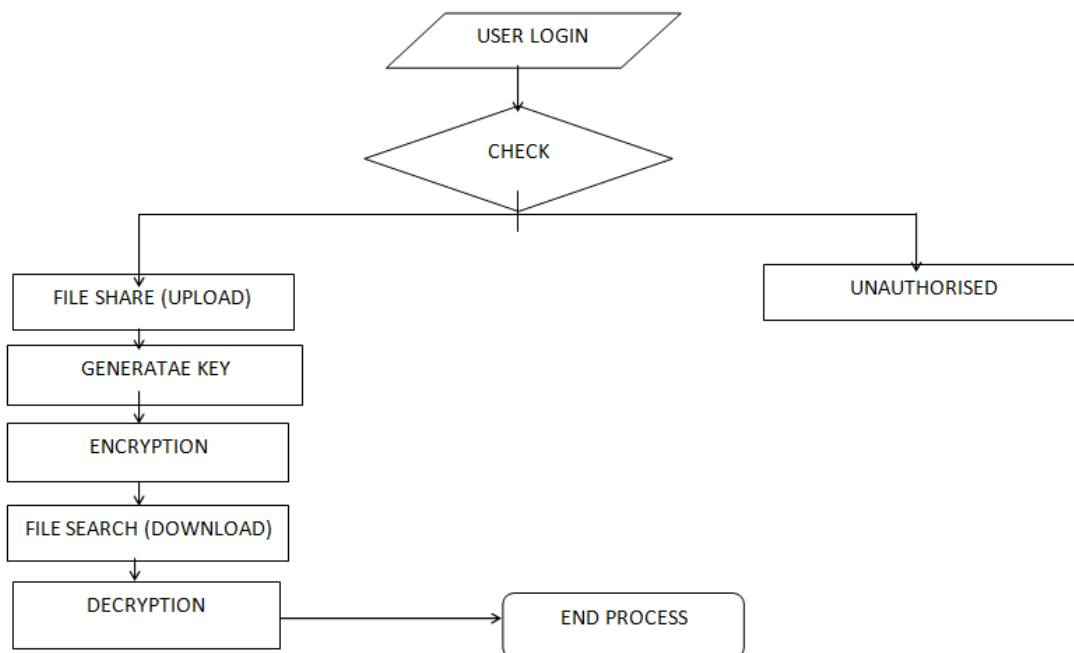 USER LOGIN
CHECK
FILE SHARE (UPLOAD)
UNAUTHORISED
GENERATAE KEY
ENCRYPTION
FILE SEARCH (DOWNLOAD)
DECRYPTION
END PROCESS